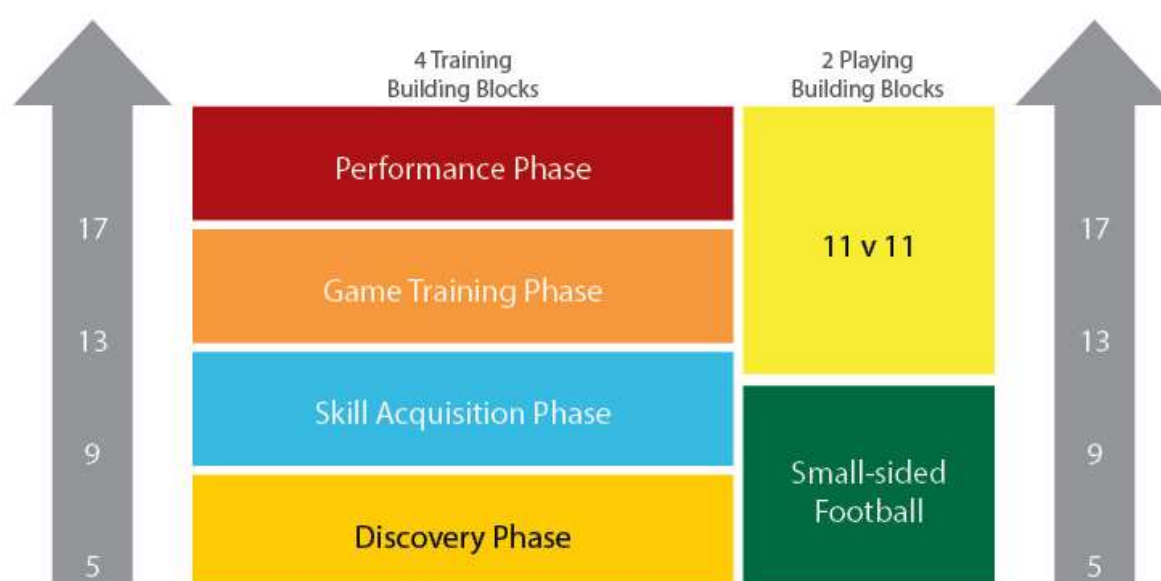 4 Training
Building Blocks
2 Playing
Building Blocks
Performance Phase
17
17
11 v 11
Game Training Phase
13
13
Skill Acquisition Phase
9
9
Small-sided
Football
Discovery Phase
5
5